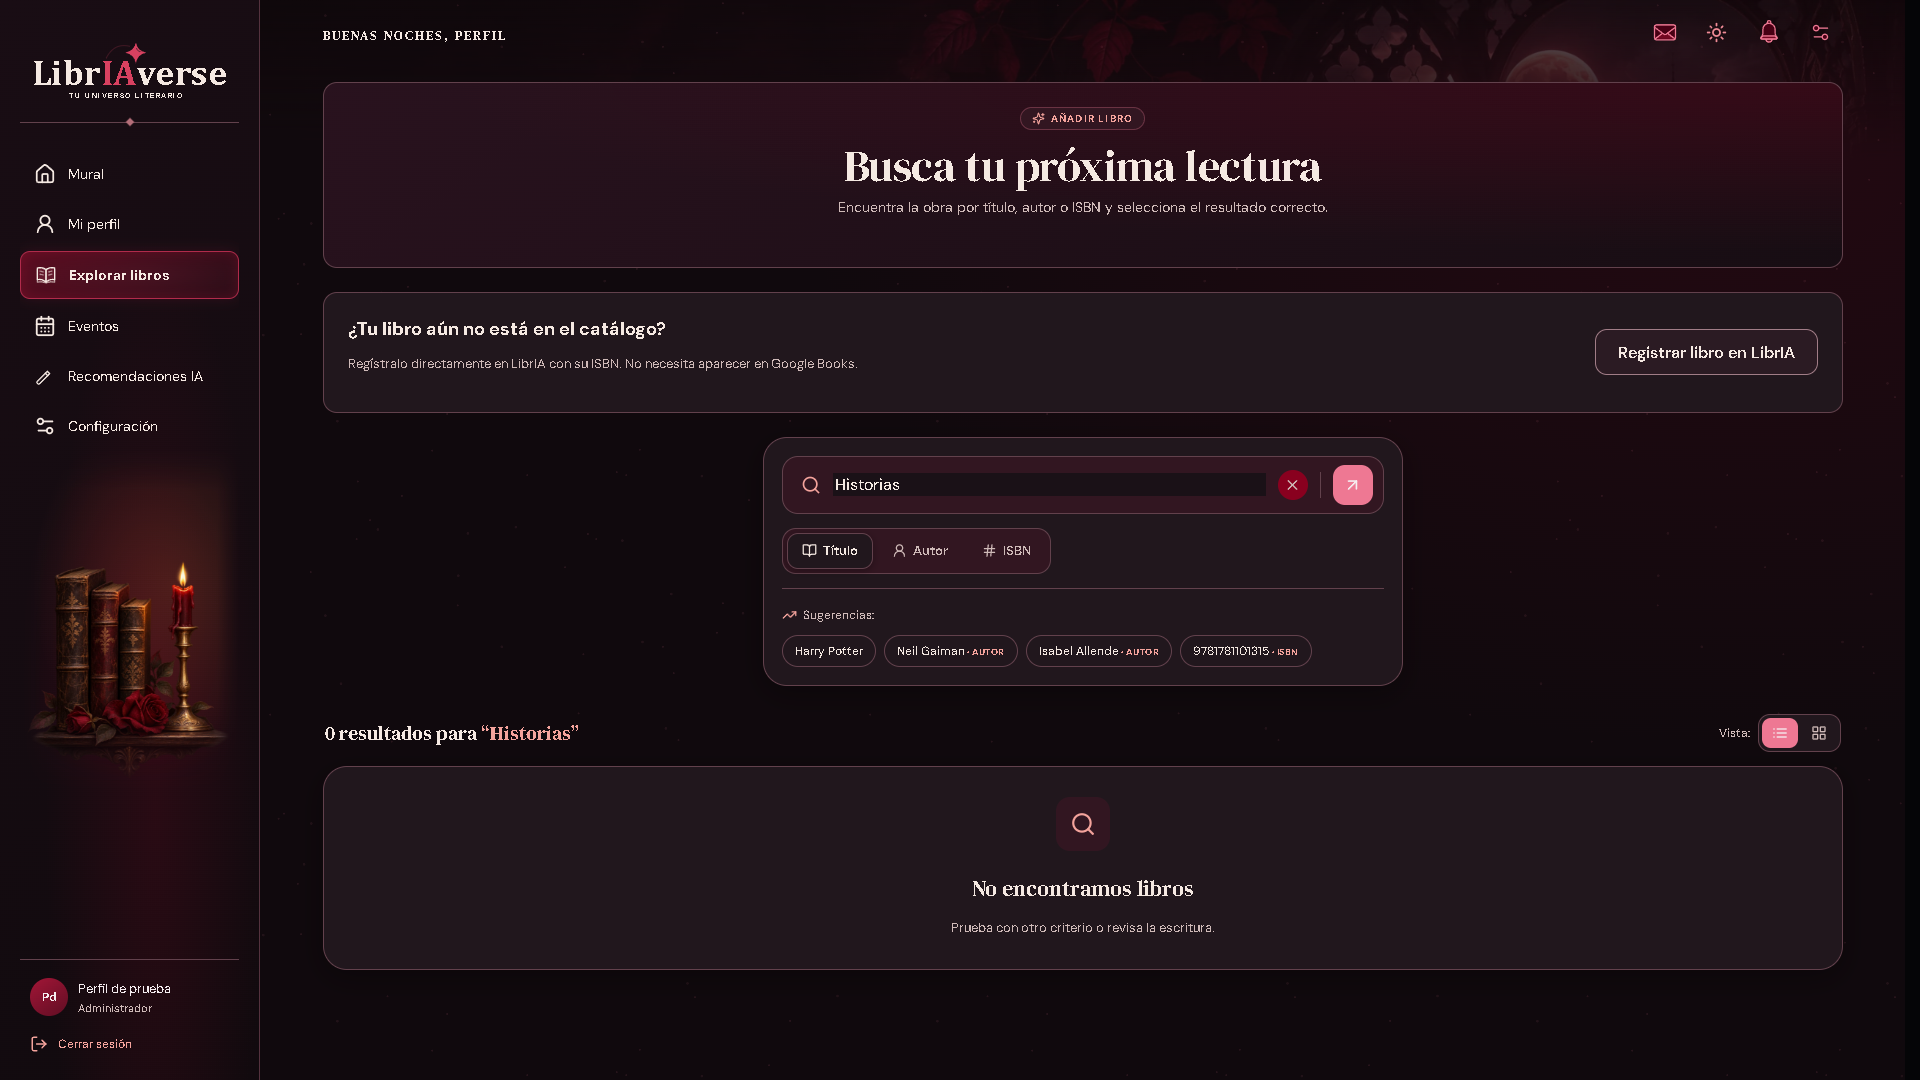 LibrIAverse
TU UNIVERSO LITERARIO
Mural
Mi perfil
Explorar libros
Eventos
Recomendaciones IA
Configuración
Pd
Perfil de prueba
Administrador
Cerrar sesión
BUENAS NOCHES, PERFIL
AÑADIR LIBRO
Busca tu próxima lectura
Encuentra la obra por título, autor o ISBN y selecciona el resultado correcto.
¿Tu libro aún no está en el catálogo?
Regístralo directamente en LibrIA con su ISBN. No necesita aparecer en Google Books.
Registrar libro en LibrIA
Historias
Título Autor ISBN
Sugerencias:
Harry Potter Neil Gaiman · AUTOR Isabel Allende · AUTOR 9781781101315 · ISBN
0 resultados para “Historias”
Vista:
No encontramos libros
Prueba con otro criterio o revisa la escritura.